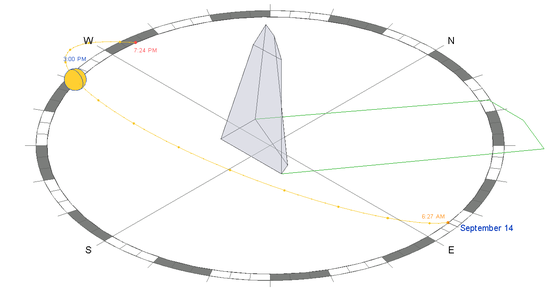 W
N
7:24 PM
3:00 PM
6:27 AM
September 14
S
E